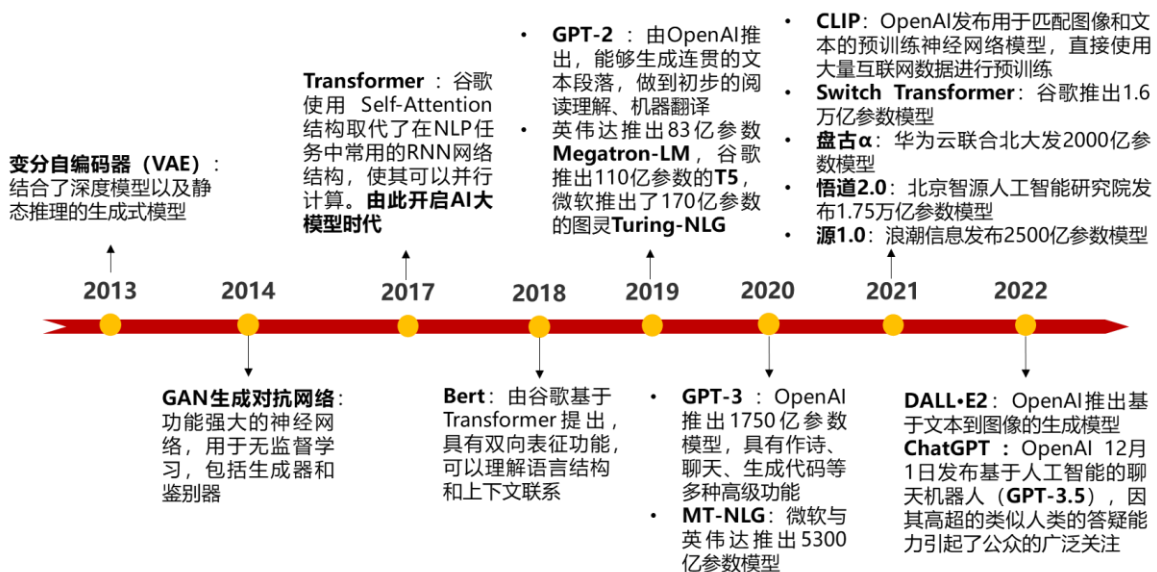 变分自编码器（VAE）：
结合了深度模型以及静
态推理的生成式模型
Transformer ：谷歌
使用 Self-Attention
结构取代了在NLP任
务中常用的RNN网络
结构，使其可以并行
计算。由此开启AI大
模型时代
• GPT-2 ：由OpenAI推
出，能够生成连贯的文
本段落，做到初步的阅
读理解、机器翻译
• 英伟达推出83亿参数
Megatron-LM，谷歌
推出110亿参数的T5，
微软推出了170亿参数
的图灵Turing-NLG
• CLIP：OpenAI发布用于匹配图像和文
本的预训练神经网络模型，直接使用
大量互联网数据进行预训练
• Switch Transformer：谷歌推出1.6
万亿参数模型
• 盘古α：华为云联合北大发2000亿参
数模型
• 悟道2.0：北京智源人工智能研究院发
布1.75万亿参数模型
• 源1.0：浪潮信息发布2500亿参数模型
2013 2014 2017 2018 2019 2020 2021 2022
GAN生成对抗网络：
功能强大的神经网
络，用于无监督学
习，包括生成器和
鉴别器
Bert：由谷歌基于
Transformer提出，
具有双向表征功能，
可以理解语言结构
和上下文联系
• GPT-3 ：OpenAI
推出1750亿参数
模型，具有作诗、
聊天、生成代码等
多种高级功能
• MT-NLG：微软与
英伟达推出5300
亿参数模型
DALL•E2：OpenAI推出基
于文本到图像的生成模型
ChatGPT ：OpenAI 12月
1日发布基于人工智能的聊
天机器人（GPT-3.5），因
其高超的类似人类的答疑能
力引起了公众的广泛关注